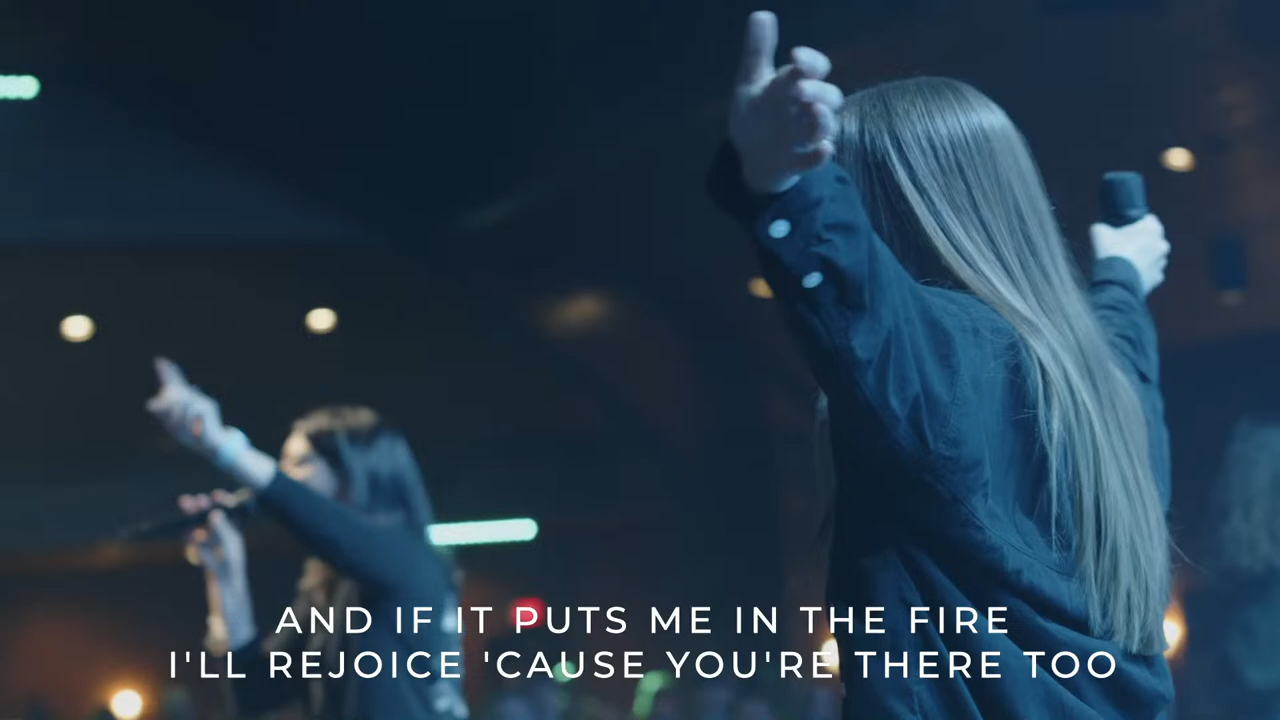 AND IF IT PUTS ME IN THE FIRE
I'LL REJOICE 'CAUSE YOU'RE THERE TOO